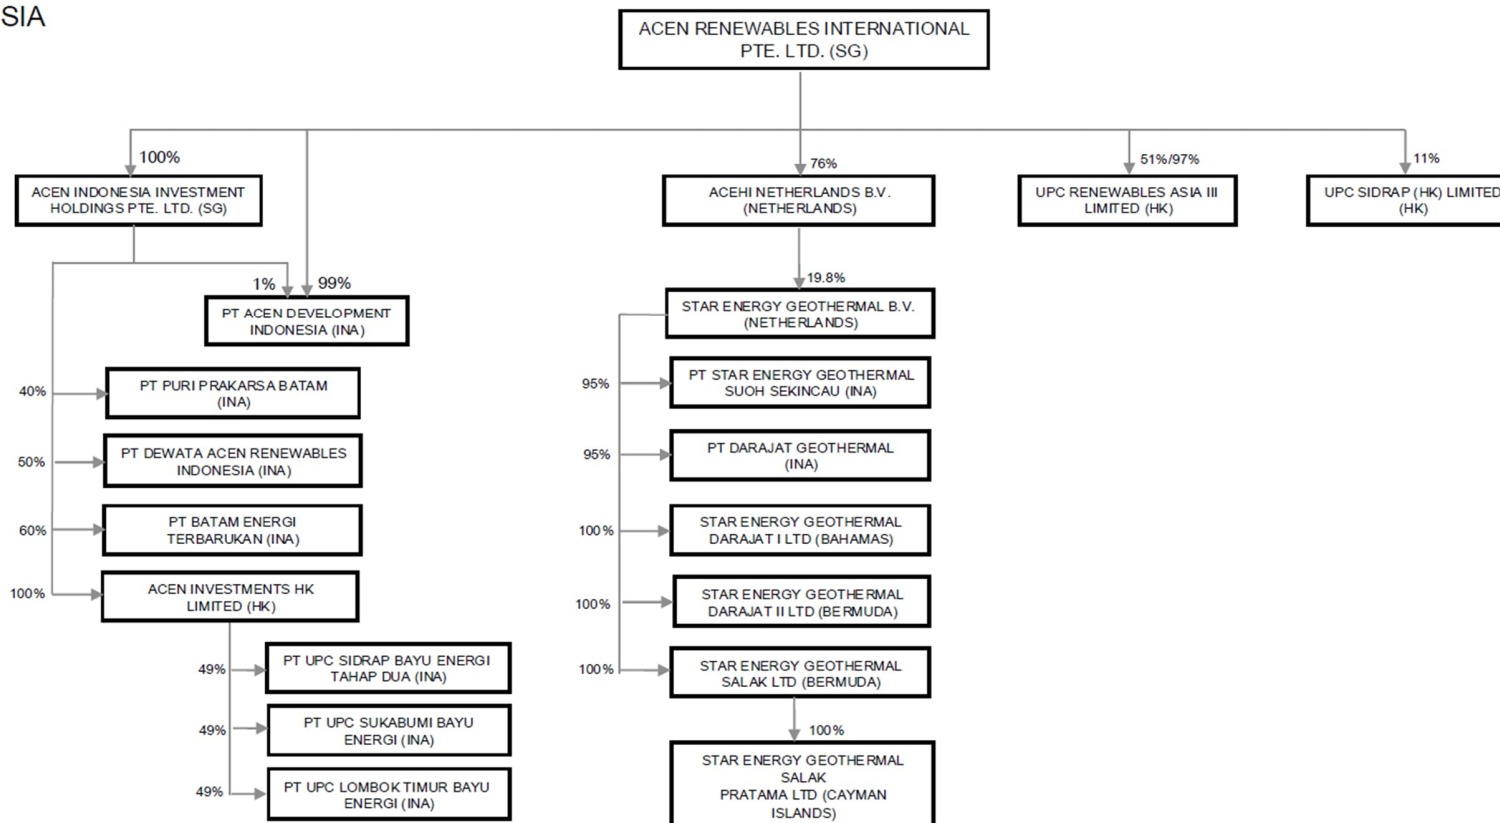 SIA
ACEN RENEWABLES INTERNATIONAL
PTE. LTD. (SG)
100%
76%
51%/97%
11%
ACEN INDONESIA INVESTMENT
HOLDINGS PTE. LTD. (SG)
ACEHI NETHERLANDS B.V.
(NETHERLANDS)
UPC RENEWABLES ASIA III
LIMITED (HK)
UPC SIDRAP (HK) LIMITED
(HK)
1%
99%
19.8%
PT ACEN DEVELOPMENT
INDONESIA (INA)
STAR ENERGY GEOTHERMAL B.V.
(NETHERLANDS)
40%
PT PURI PRAKARSA BATAM
(INA)
95%
PT STAR ENERGY GEOTHERMAL
SUOH SEKINCAU (INA)
50%
PT DEWATA ACEN RENEWABLES
INDONESIA (INA)
95%
PT DARAJAT GEOTHERMAL
(INA)
60%
PT BATAM ENERGI
TERBARUKAN (INA)
100%
STAR ENERGY GEOTHERMAL
DARAJAT I LTD (BAHAMAS)
100%
ACEN INVESTMENTS HK
LIMITED (HK)
100%
STAR ENERGY GEOTHERMAL
DARAJAT II LTD (BERMUDA)
49%
PT UPC SIDRAP BAYU ENERGI
TAHAP DUA (INA)
100%
STAR ENERGY GEOTHERMAL
SALAK LTD (BERMUDA)
49%
PT UPC SUKABUMI BAYU
ENERGI (INA)
100%
49%
PT UPC LOMBOK TIMUR BAYU
ENERGI (INA)
STAR ENERGY GEOTHERMAL
SALAK
PRATAMA LTD (CAYMAN
ISLANDS)